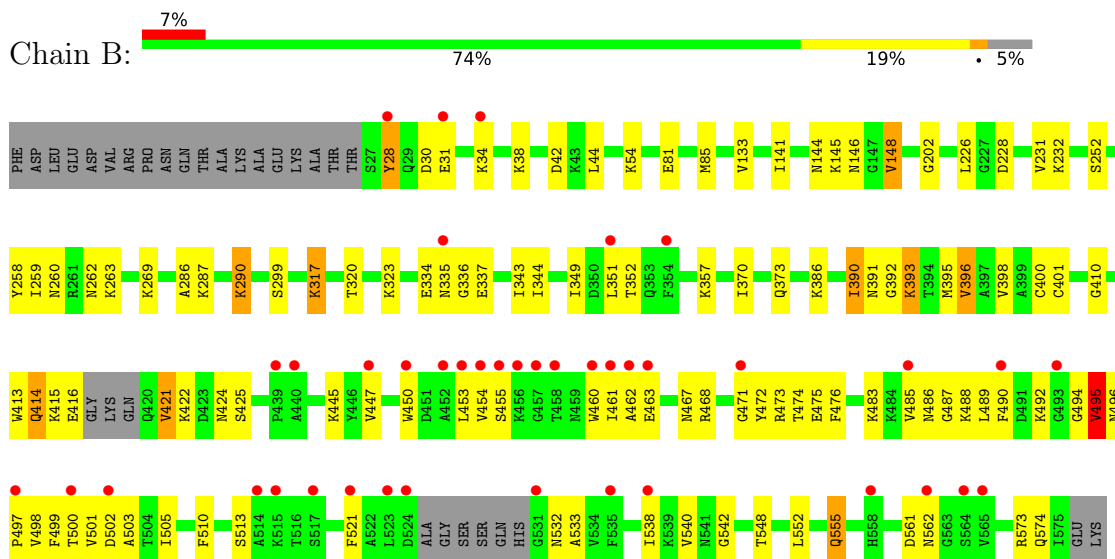 7%
Chain B:
74% 19% • 5%
PHE ASP LEU GLU ASP VAL ARG PRO ASN GLN THR ALA LYS ALA GLU LYS ALA THR THR S27 Y28 Q29 D30 E31 K34 K38 D42 K43 L44 K54 E81 M85 V133 I141 N144 K145 N146 G147 V148 G202 L226 G227 D228 V231 K232 S252
Y258 I259 N260 R261 N262 K263 K269 A286 K287 K290 S299 K317 T320 K323 E334 N335 G336 E337 I343 I344 I349 D350 L351 T352 Q353 F354 K357 I370 Q373 K386 I390 N391 G392 K393 T394 M395 V396 A397 V398 A399 C400 C401 G410
W413 Q414 K415 E416 GLY LYS GLN Q420 V421 K422 D423 N424 S425 P439 A440 K445 Y446 V447 W450 D451 A452 L453 V454 S455 K456 G457 T458 N459 W460 I461 A462 E463 N467 R468 G471 Y472 R473 T474 E475 F476 K483 K484 V485 N486 G487 K488 L489 F490 D491 K492 G493 G494 V495
P497 V498 F499 T500 V501 D502 A503 T504 I505 F510 S513 A514 K515 T516 S517 F521 A522 L523 D524 ALA GLY SER SER GLN HIS G531 N532 A533 V534 F535 I538 K539 V540 N541 G542 T548 L552 Q555 H558 D561 N562 G563 S564 V565 R573 Q574 I575 GLU LYS